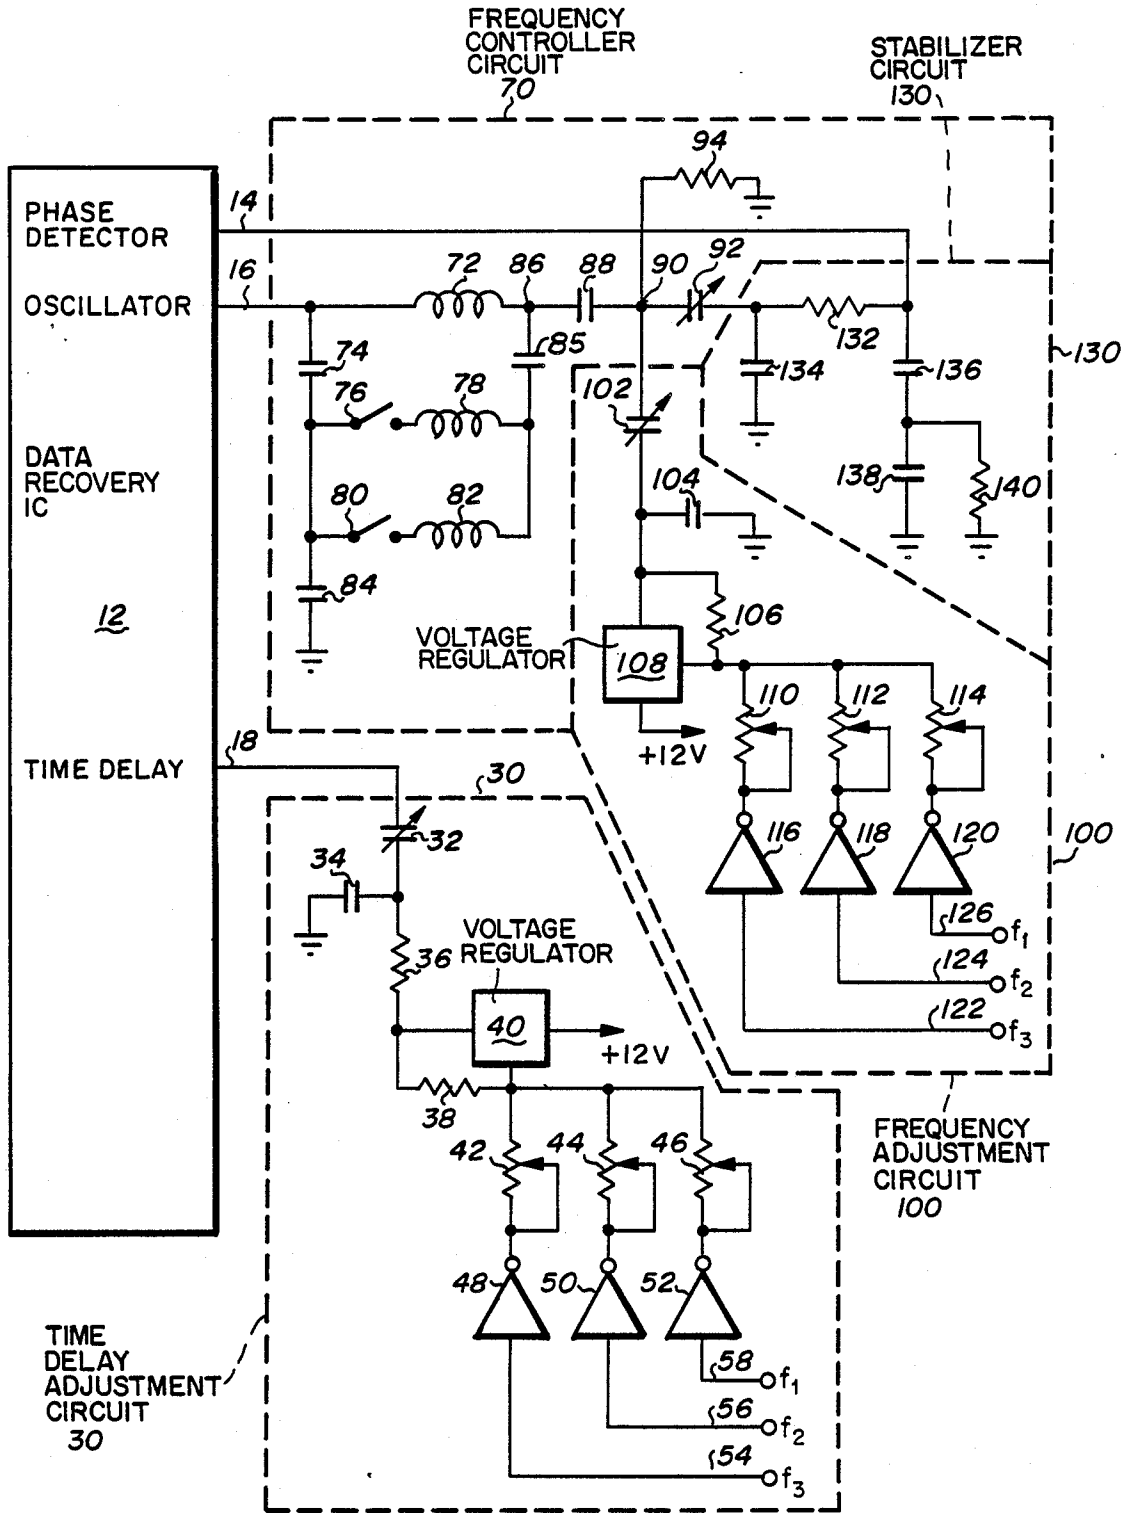 FREQUENCY
CONTROLLER
CIRCUIT
70
STABILIZER
CIRCUIT
130
94
PHASE
DETECTOR
14
OSCILLATOR
16
72
86
88
90
92
132
130
74
85
134
136
76
78
102
138
140
DATA
RECOVERY
IC
80
82
104
84
106
12
VOLTAGE
REGULATOR
108
110
112
114
+12V
TIME DELAY
18
30
32
116
118
120
100
34
126
f1
36
VOLTAGE
REGULATOR
124
f2
40
122
f3
+12V
38
42
44
46
FREQUENCY
ADJUSTMENT
CIRCUIT
100
48
50
52
TIME
DELAY
ADJUSTMENT
CIRCUIT
30
58
f1
56
f2
54
f3